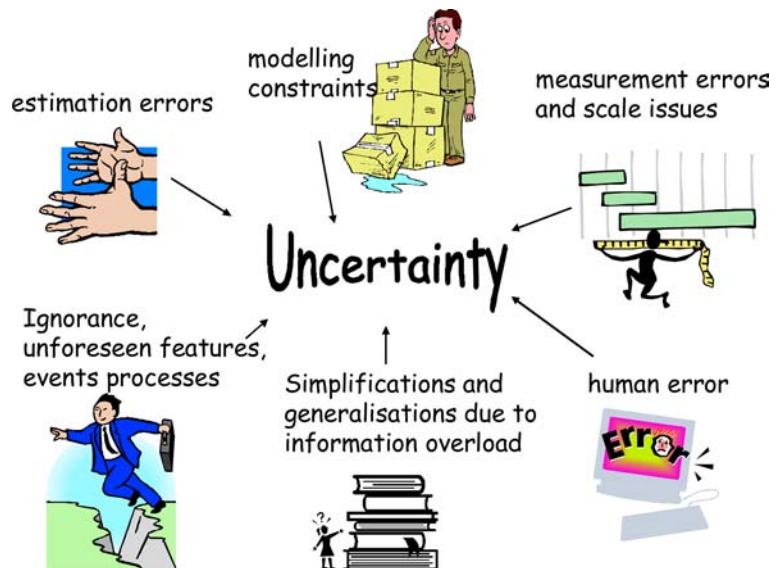 modelling
constraints
estimation errors
measurement errors
and scale issues
Uncertainty
Ignorance,
unforeseen features,
events processes
Simplifications and
generalisations due to
information overload
?
human error
Error